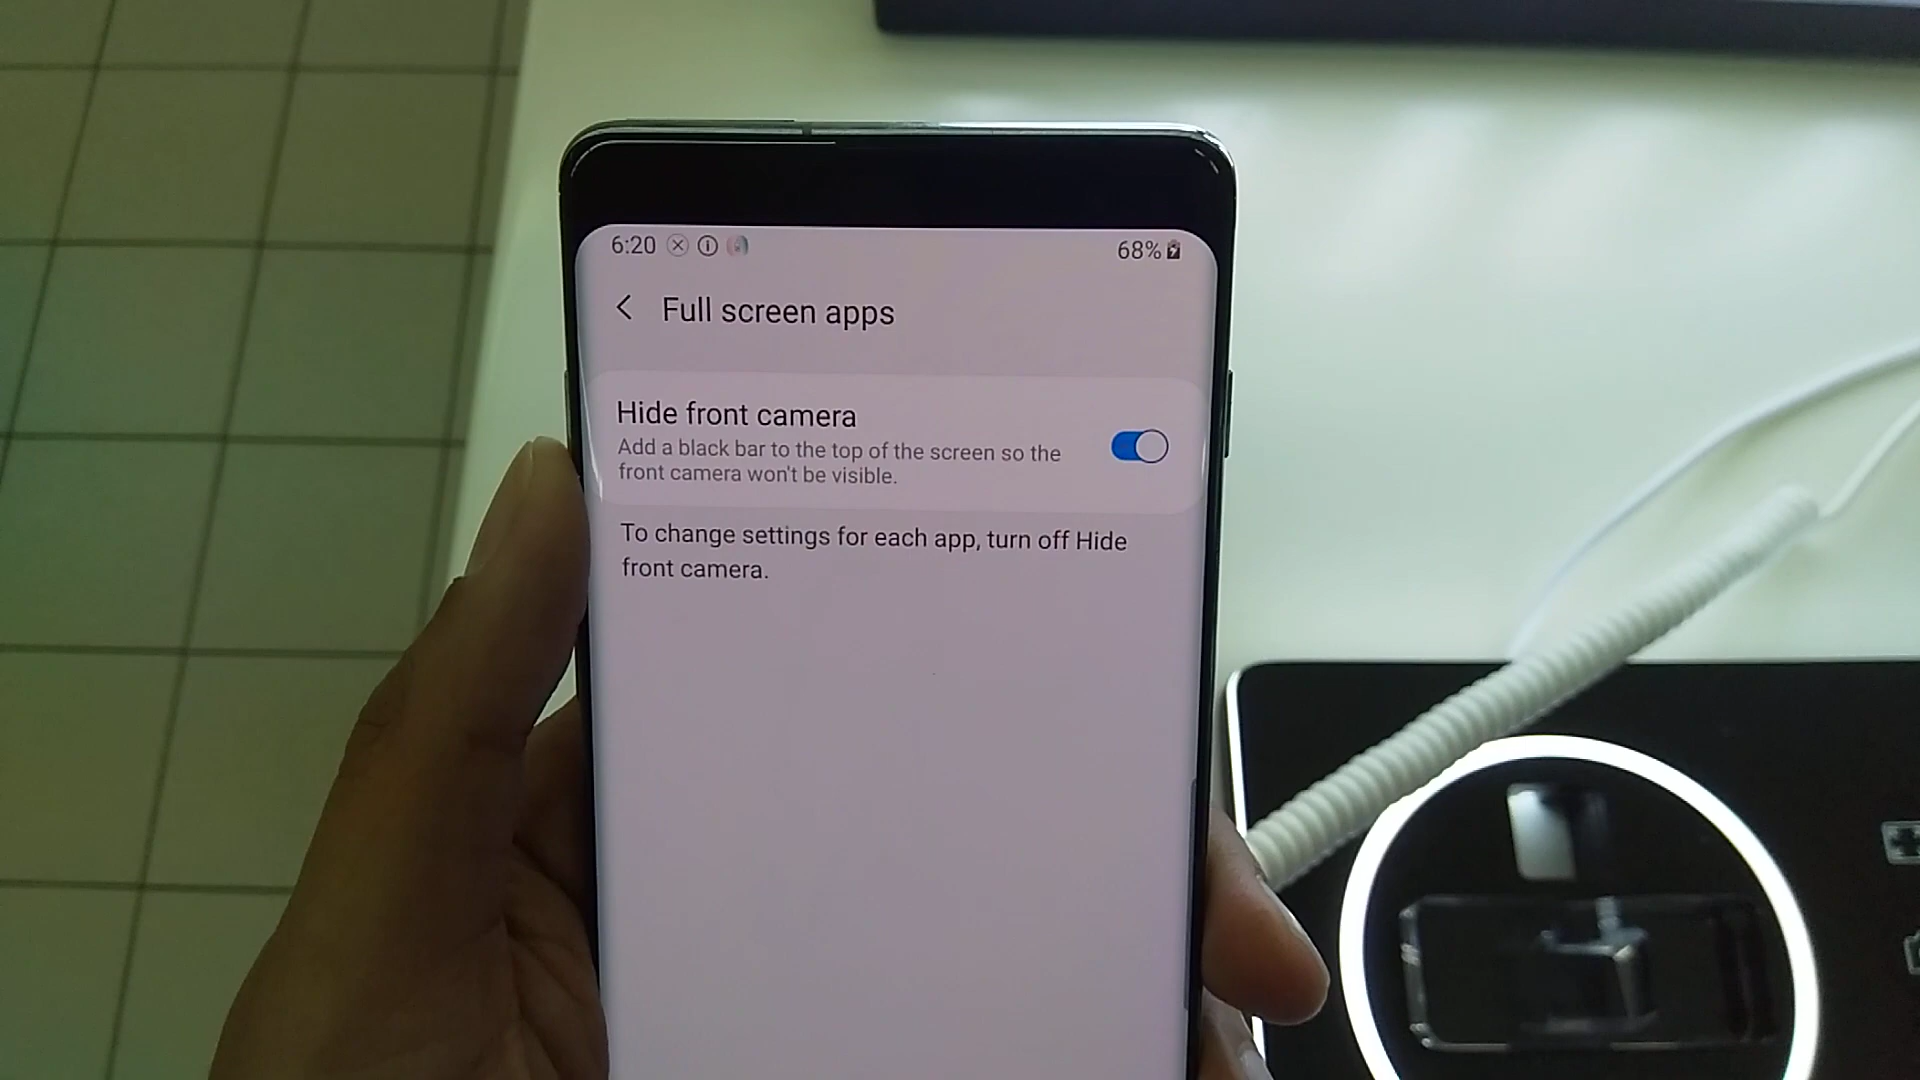 6:20 68%
Full screen apps
Hide front camera
Add a black bar to the top of the screen so the
front camera won't be visible.
To change settings for each app, turn off Hide
front camera.